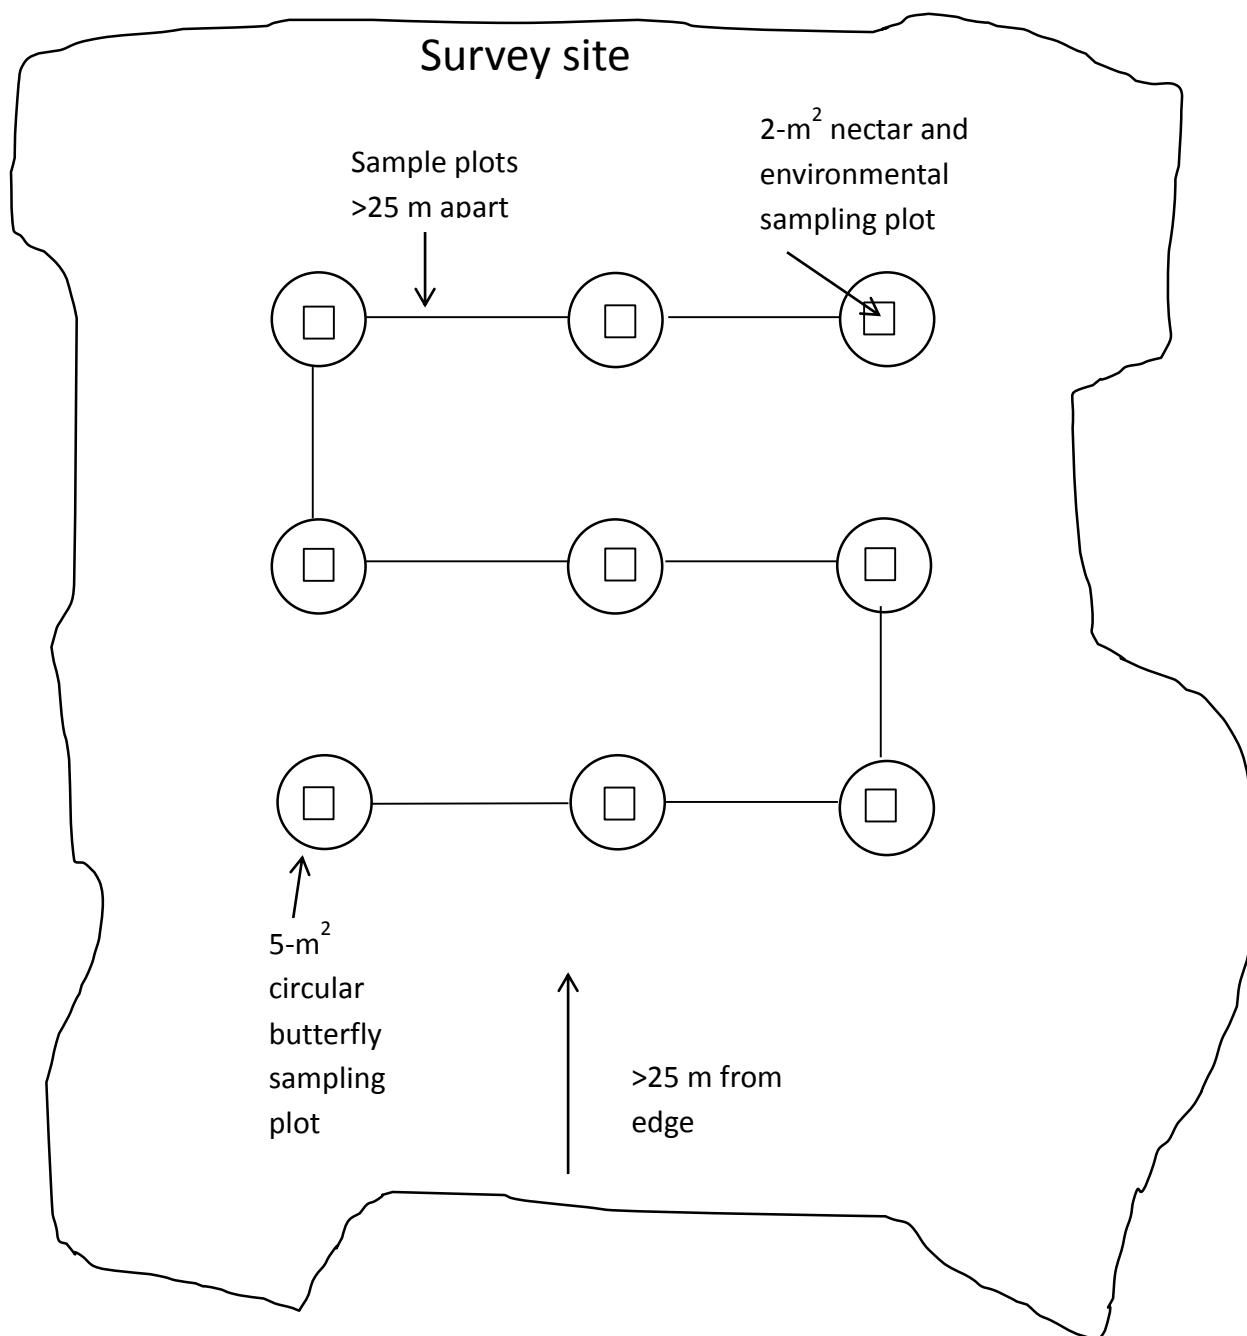 Survey site
Sample plots
>25 m apart
2-m² nectar and
environmental
sampling plot
5-m²
circular
butterfly
sampling
plot
>25 m from
edge